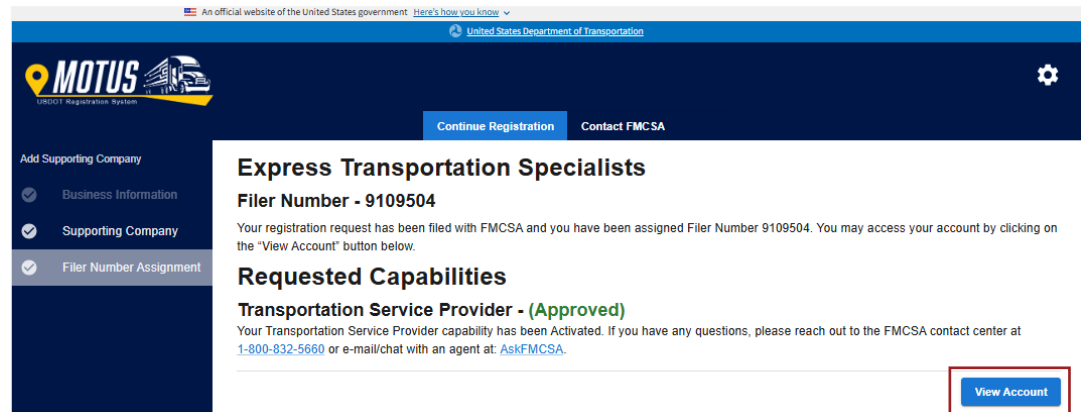 An official website of the United States government Here's how you know
United States Department of Transportation
MOTUS
USDOT Registration System
Continue Registration Contact FMCSA
Add Supporting Company
Business Information
Supporting Company
Filer Number Assignment
Express Transportation Specialists
Filer Number - 9109504
Your registration request has been filed with FMCSA and you have been assigned Filer Number 9109504. You may access your account by clicking on
the “View Account” button below.
Requested Capabilities
Transportation Service Provider - (Approved)
Your Transportation Service Provider capability has been Activated. If you have any questions, please reach out to the FMCSA contact center at
1-800-832-5660 or e-mail/chat with an agent at: AskFMCSA.
View Account